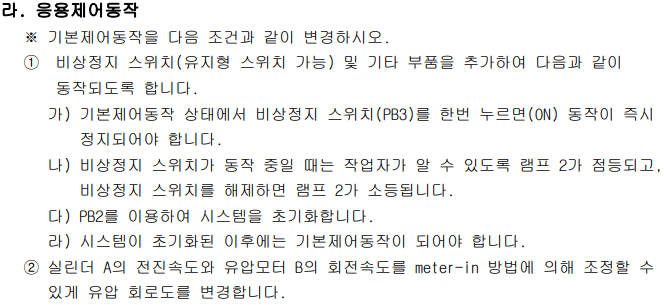 라. 응용제어동작
※ 기본제어동작을 다음 조건과 같이 변경하시오.
① 비상정지 스위치(유지형 스위치 가능) 및 기타 부품을 추가하여 다음과 같이
동작되도록 합니다.
가) 기본제어동작 상태에서 비상정지 스위치(PB3)를 한번 누르면(ON) 동작이 즉시
정지되어야 합니다.
나) 비상정지 스위치가 동작 중일 때는 작업자가 알 수 있도록 램프 2가 점등되고,
비상정지 스위치를 해제하면 램프 2가 소등됩니다.
다) PB2를 이용하여 시스템을 초기화합니다.
라) 시스템이 초기화된 이후에는 기본제어동작이 되어야 합니다.
② 실린더 A의 전진속도와 유압모터 B의 회전속도를 meter-in 방법에 의해 조정할 수
있게 유압 회로도를 변경합니다.